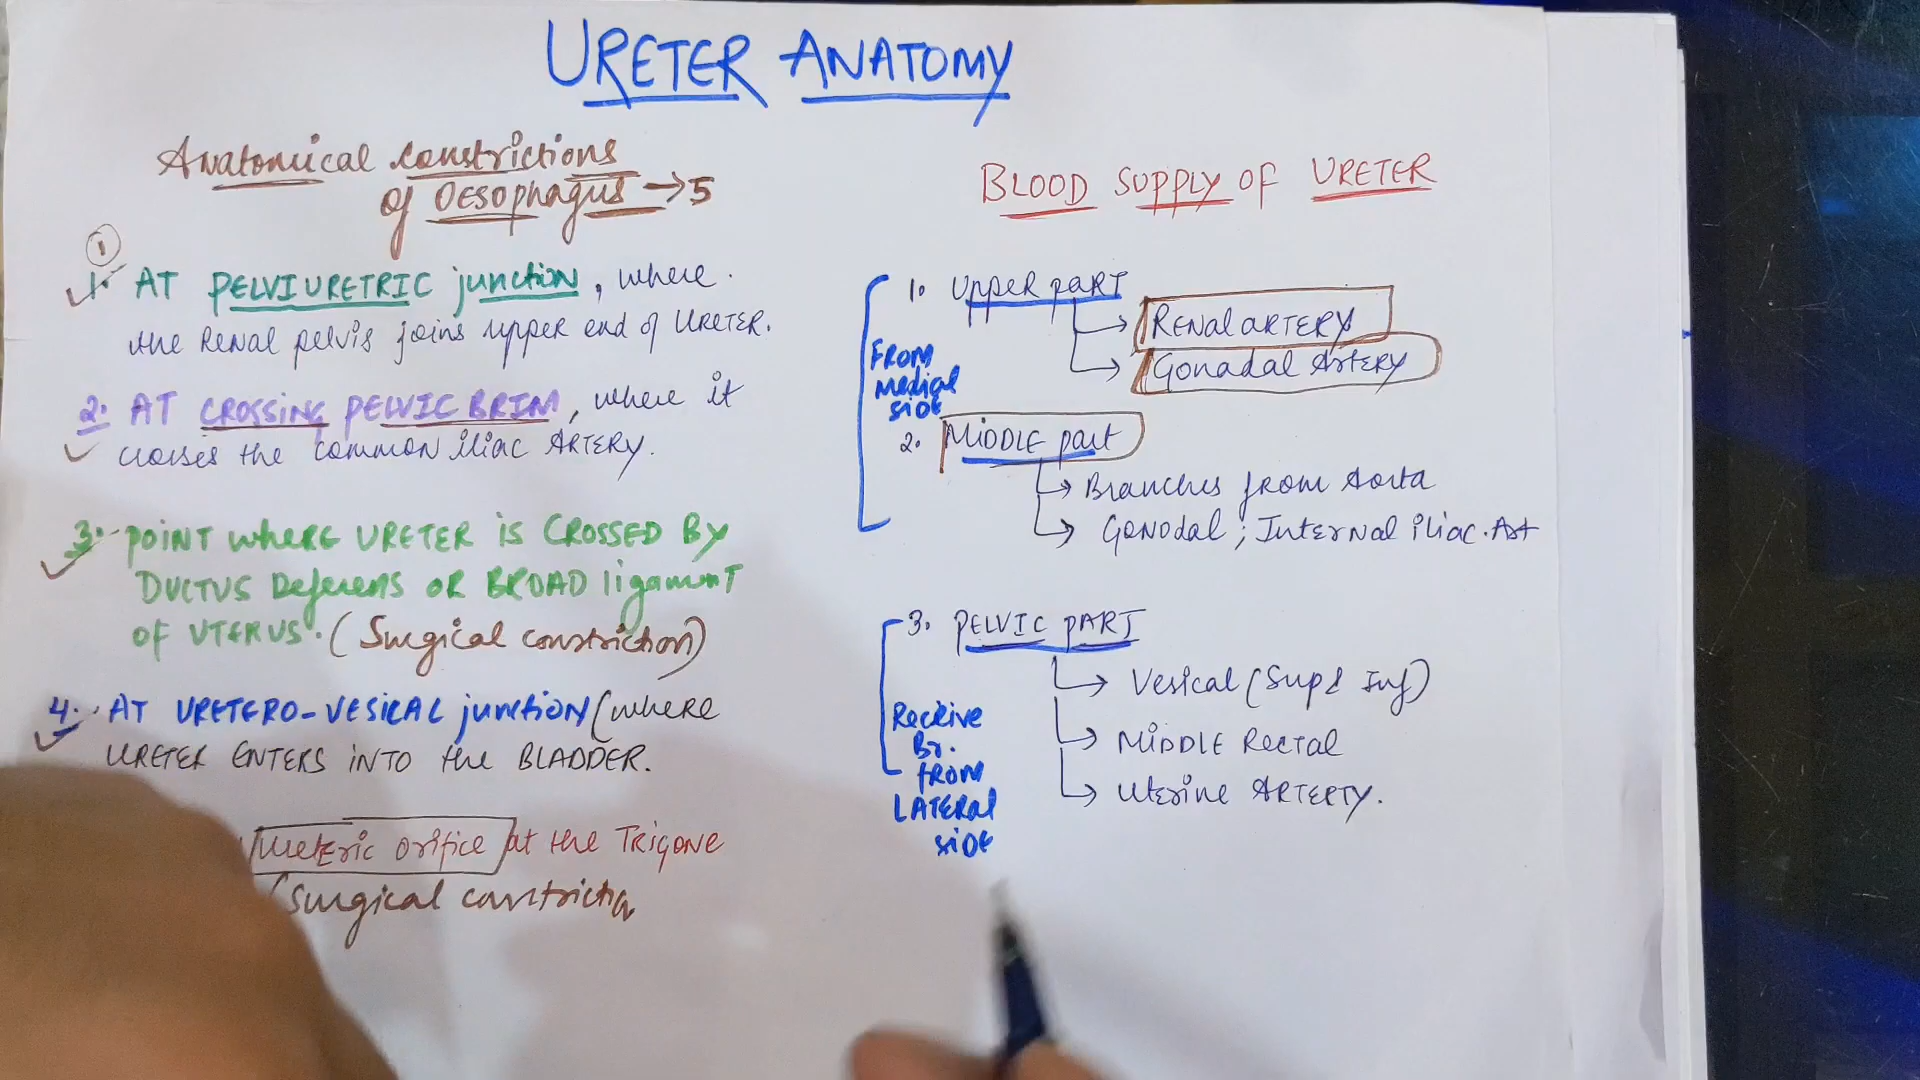 URETER ANATOMY
Anatomical constrictions
of OESophagus → 5
1
1. AT PELVIURETRIC junction, where
the Renal pelvis joins upper end of URETER.
2. AT CROSSING PELVIC BRIM, where it
crosses the common iliac ARTERY.
3. POINT where URETER is CROSSED By
DUCTUS Deferens OR BROAD ligament
OF UTERUS. (Surgical constriction)
4. AT URETERO-VESICAL junction (where
URETER ENTERS INTO the BLADDER.
Ureteric orifice at the TRIGONE
(Surgical constrictio
BLOOD SUPPLY OF URETER
1. Upper paRT
RENal aRTERY
Gonadal ArtERY
FROM
Medial
SiDE
2. MiDDLE part
Branches from Aorta
GONodal ; Internal iliac. Art
3. PELVIC PART
Vesical (Sup & Inf)
MiDDLE Rectal
Uterine ARTERTY.
Receive
Br.
from
LATERal
siDE